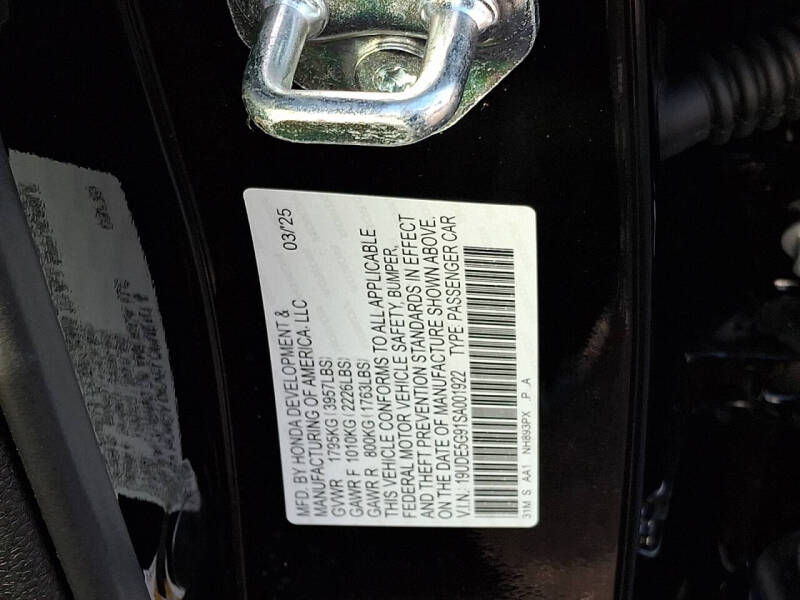 MFD. BY HONDA DEVELOPMENT &
MANUFACTURING OF AMERICA, LLC 03/'25
GVWR 1795KG(3957LBS)
GAWR F 1010KG(2226LBS)
GAWR R 800KG(1763LBS)
THIS VEHICLE CONFORMS TO ALL APPLICABLE
FEDERAL MOTOR VEHICLE SAFETY, BUMPER,
AND THEFT PREVENTION STANDARDS IN EFFECT
ON THE DATE OF MANUFACTURE SHOWN ABOVE.
V.I.N.: 19UDE5G91SA001922 TYPE: PASSENGER CAR
31M S AA1 NH893PX .P .A